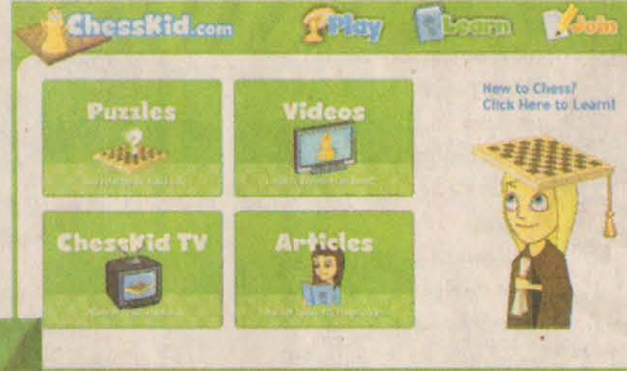 ChessKid.com
Play
Learn
Join
New to Chess?
Click Here to Learn!
Puzzles
?
Videos
ChessKid TV
Articles